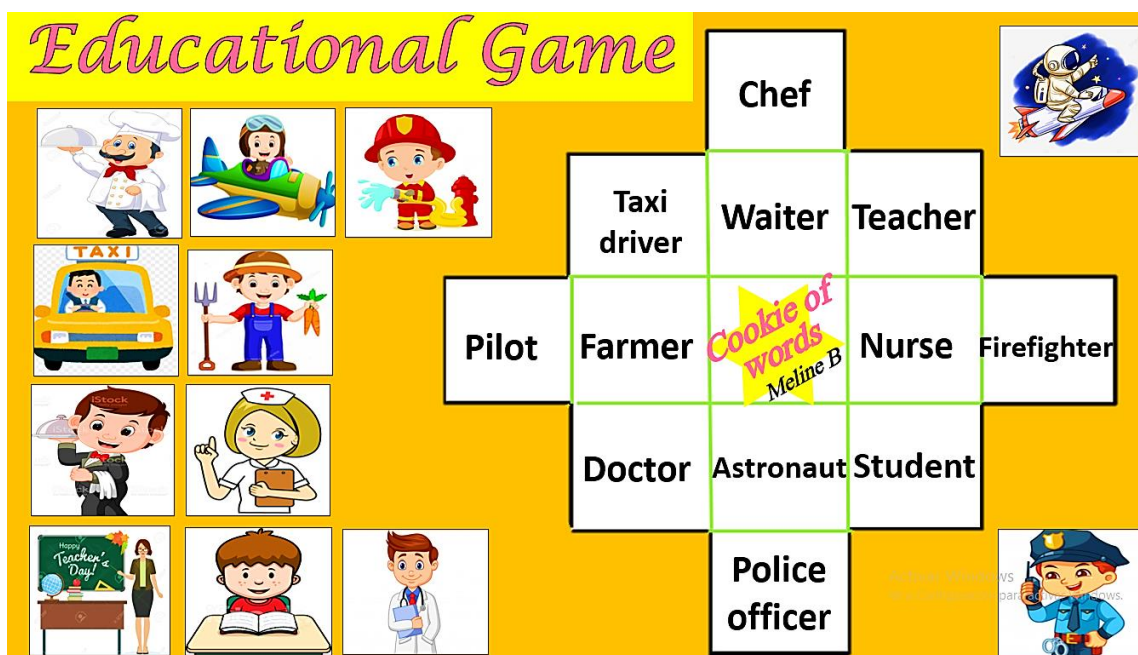 Educational Game
Chef
Taxi
driver
Waiter
Teacher
Pilot
Farmer
Cookie of
words
Meline B
Nurse
Firefighter
Doctor
Astronaut
Student
Police
officer
TAXI
iStock
Happy
Teacher's
Day!